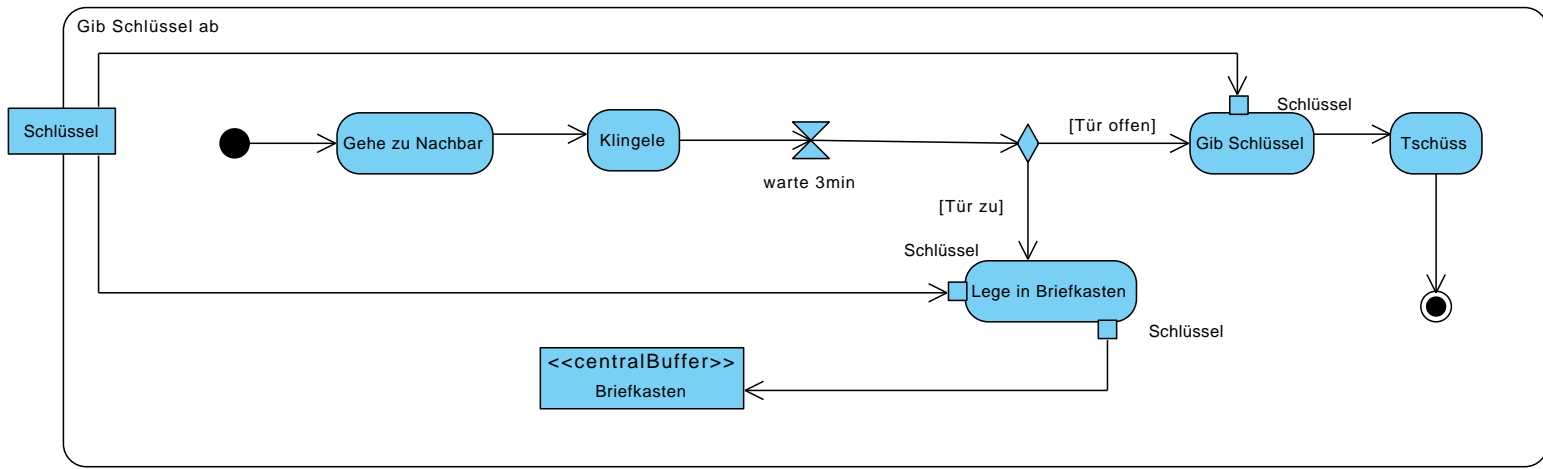 Gib Schlüssel ab
Schlüssel
Gehe zu Nachbar
Klingele
warte 3min
[Tür offen]
[Tür zu]
Schlüssel
Gib Schlüssel
Tschüss
Schlüssel
Lege in Briefkasten
Schlüssel
<<centralBuffer>>
Briefkasten